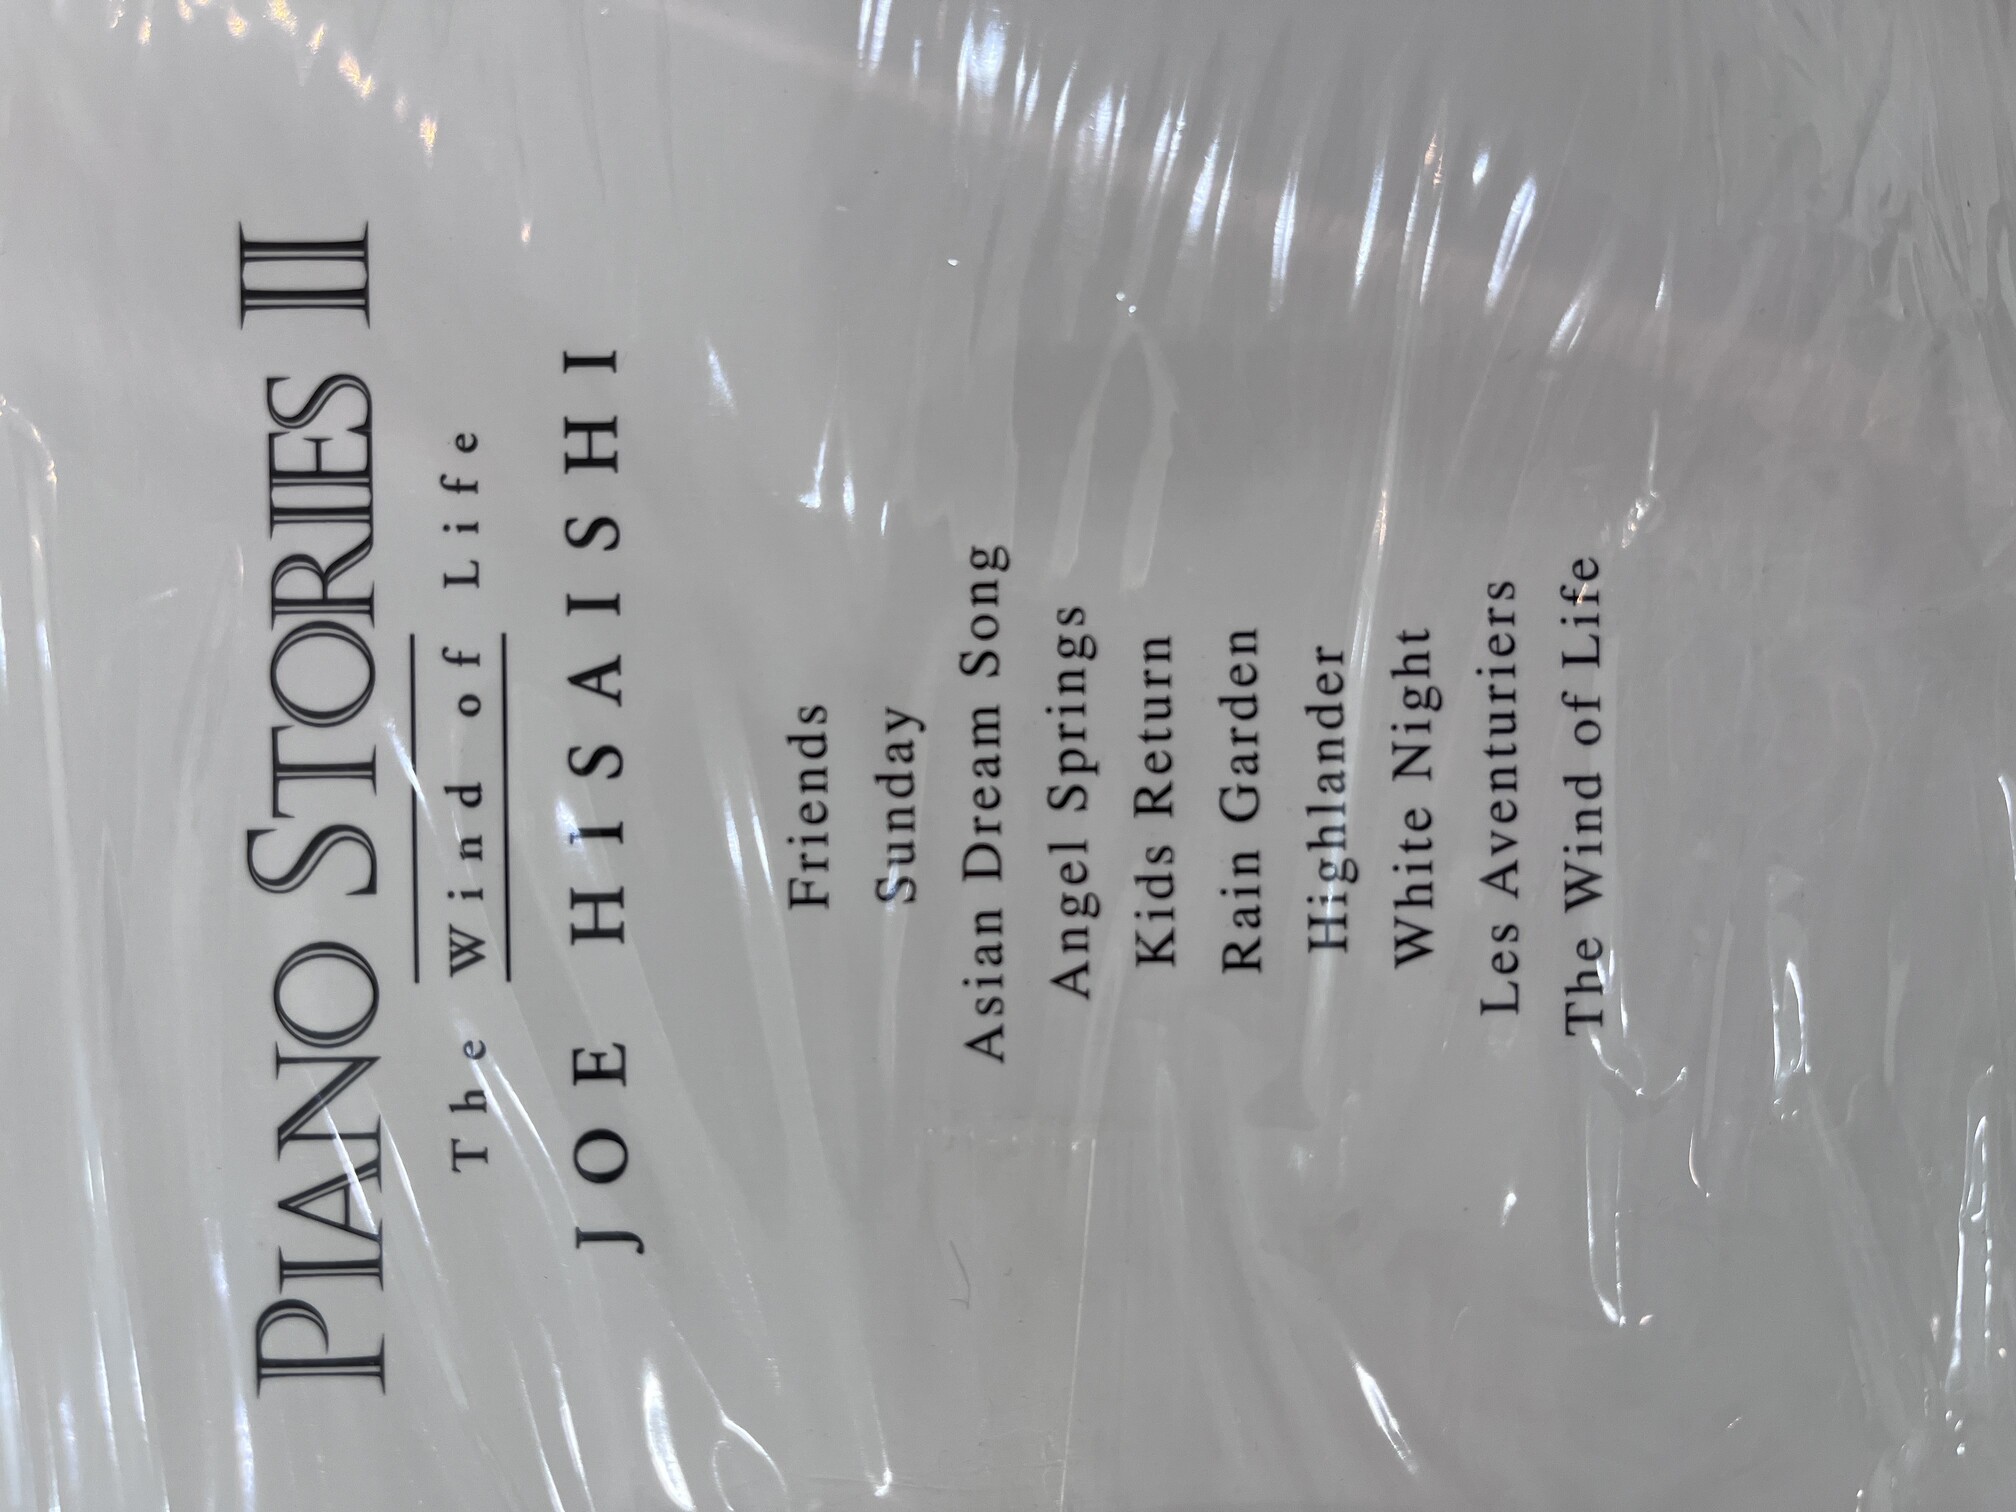 PIANO STORIES II
The Wind of Life
JOE HISAISHI
Friends
Sunday
Asian Dream Song
Angel Springs
Kids Return
Rain Garden
Highlander
White Night
Les Aventuriers
The Wind of Life